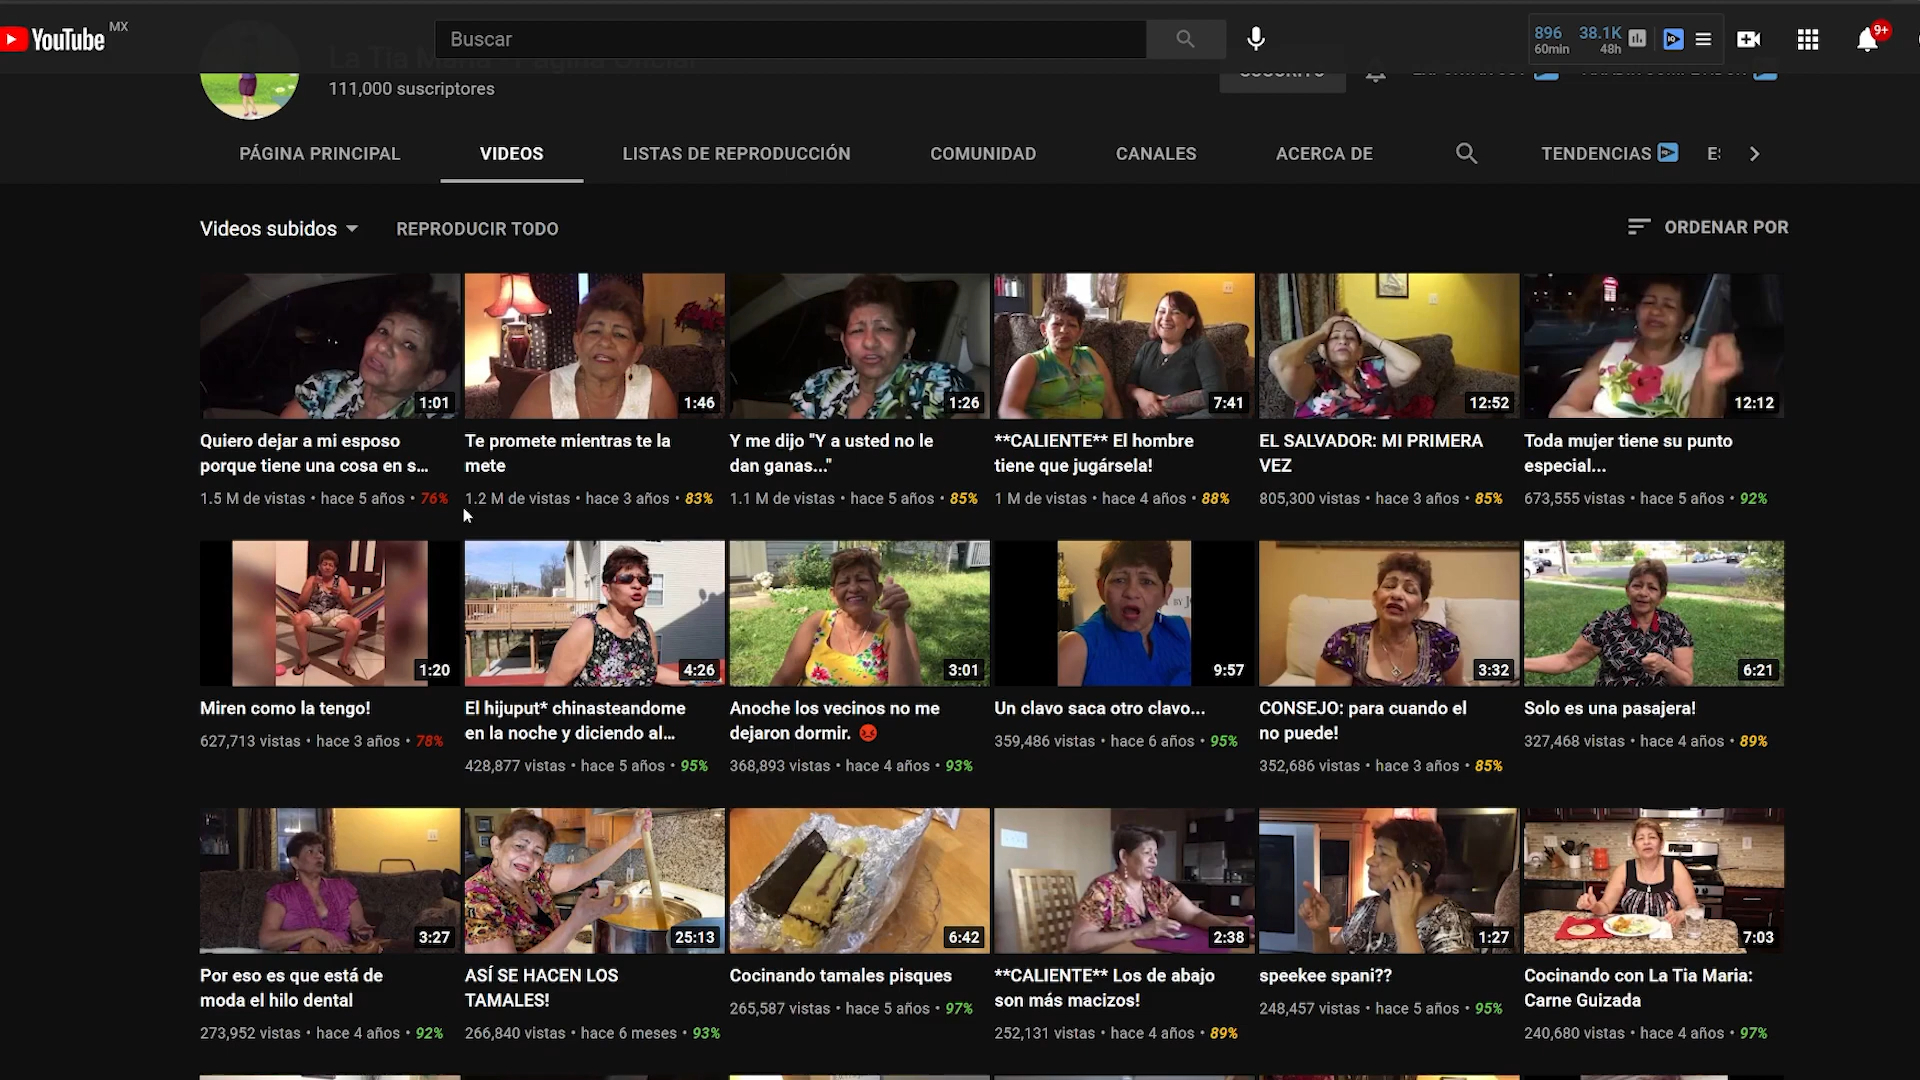 YouTube MX
Buscar
896 38.1K
60min 48h
9+
La Tia Maria - Pagina Oficial
111,000 suscriptores
SUSCRITO
PÁGINA PRINCIPAL VIDEOS LISTAS DE REPRODUCCIÓN COMUNIDAD CANALES ACERCA DE TENDENCIAS
Videos subidos REPRODUCIR TODO ORDENAR POR
1:01 1:46 1:26 7:41 12:52 12:12
Quiero dejar a mi esposo
porque tiene una cosa en s...
1.5 M de vistas • hace 5 años • 76%
Te promete mientras te la
mete
1.2 M de vistas • hace 3 años • 83%
Y me dijo "Y a usted no le
dan ganas..."
1.1 M de vistas • hace 5 años • 85%
**CALIENTE** El hombre
tiene que jugársela!
1 M de vistas • hace 4 años • 88%
EL SALVADOR: MI PRIMERA
VEZ
805,300 vistas • hace 3 años • 85%
Toda mujer tiene su punto
especial...
673,555 vistas • hace 5 años • 92%
1:20 4:26 3:01 9:57 3:32 6:21
Miren como la tengo!
627,713 vistas • hace 3 años • 78%
El hijuput* chinasteandome
en la noche y diciendo al...
428,877 vistas • hace 5 años • 95%
Anoche los vecinos no me
dejaron dormir. 😡
368,893 vistas • hace 4 años • 93%
Un clavo saca otro clavo...
359,486 vistas • hace 6 años • 95%
CONSEJO: para cuando el
no puede!
352,686 vistas • hace 3 años • 85%
Solo es una pasajera!
327,468 vistas • hace 4 años • 89%
3:27 25:13 6:42 2:38 1:27 7:03
Por eso es que está de
moda el hilo dental
273,952 vistas • hace 4 años • 92%
ASÍ SE HACEN LOS
TAMALES!
266,840 vistas • hace 6 meses • 93%
Cocinando tamales pisques
265,587 vistas • hace 5 años • 97%
**CALIENTE** Los de abajo
son más macizos!
252,131 vistas • hace 4 años • 89%
speekee spani??
248,457 vistas • hace 5 años • 95%
Cocinando con La Tia Maria:
Carne Guizada
240,680 vistas • hace 4 años • 97%